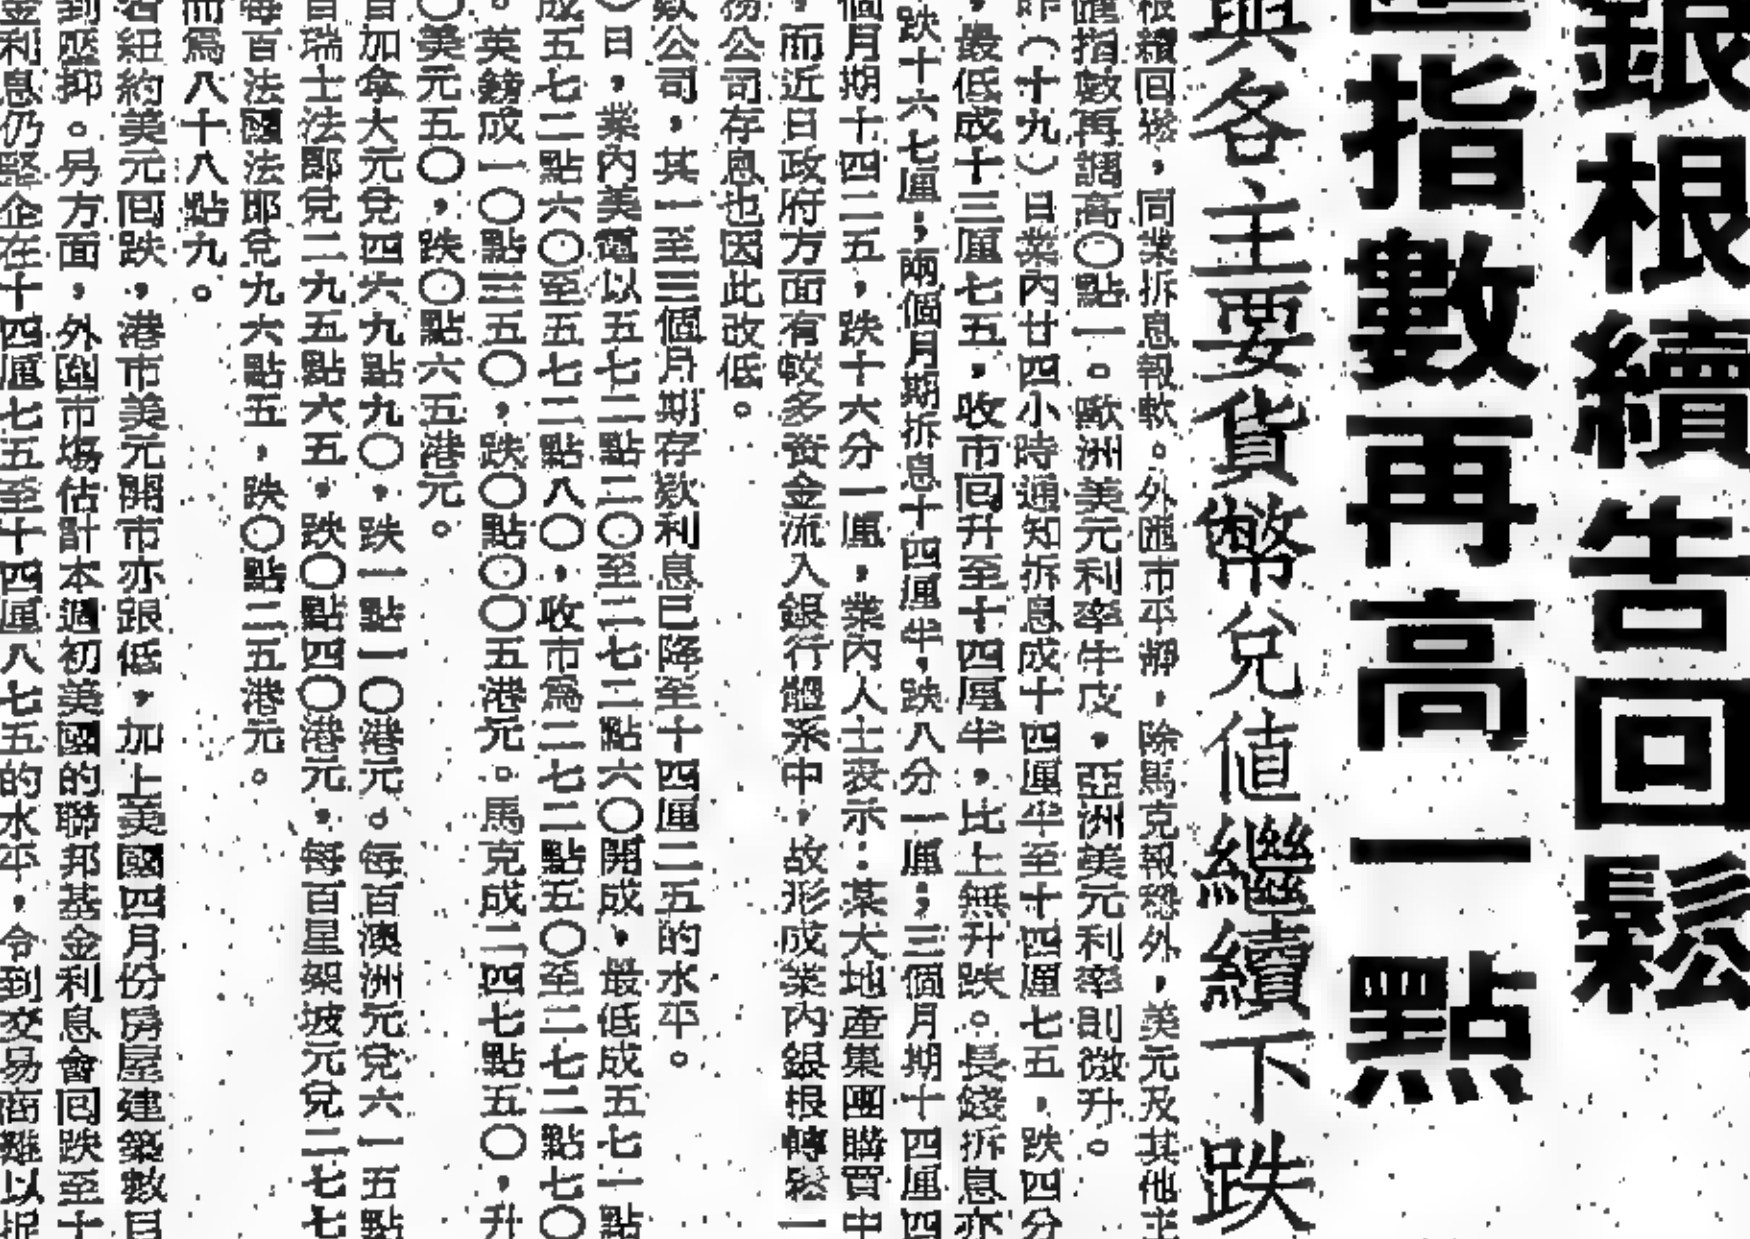 銀根續告回鬆
指數再高一點
與各主要貨幣兌値繼續下跌
根續回鬆，同業拆息報軟。外匯市平靜，除馬克報穩外，美元及其他主
匯指數再調高〇點一。歐洲美元利率牛皮，亞洲美元利率則微升。
昨（十九）日業內廿四小時通知拆息成十四厘半至十四厘七五，跌四分
，最低成十三厘七五，收市回升至十四厘半，比上無升跌。長錢拆息亦
跌十六七厘；兩個月期拆息十四厘半，跌八分一厘；三個月期十四厘四
個月期十四二五，跌十六分一厘，業內人士表示：某大地產集團購買中
，而近日政府方面有較多資金流入銀行體系中，故形成業內銀根轉鬆一
務公司存息也因此改低。
欵公司，其一至三個月期存欵利息已降至十四厘二五的水平。
〇日，業內美電以五七二點二〇至二七二點六〇開成，最低成五七一點
成五七二點六〇至五七二點八〇，收市為二七二點五〇至二七二點七〇
。英鎊成一〇點三五〇，跌〇點〇〇五港元。馬克成二四七點五〇，升
〇美元五〇，跌〇點六五港元。
百加拿大元兌四六九點九〇，跌一點一〇港元。每百澳洲元兌六一五點
百瑞士法郎兌二九五點六五，跌〇點四〇港元，每百星架坡元兌二七七
每百法國法郎兌九六點五，跌〇點二五港元。
而爲八十八點九。
者紐約美元回跌，港市美元開市亦跟低，加上美國四月份房屋建築數目
到壓抑。另方面，外匯市場估計本週初美國的聯邦基金利息會回跌至十
金利息仍堅企在十四厘七五至十四厘八七五的水平，令到交易商難以捉